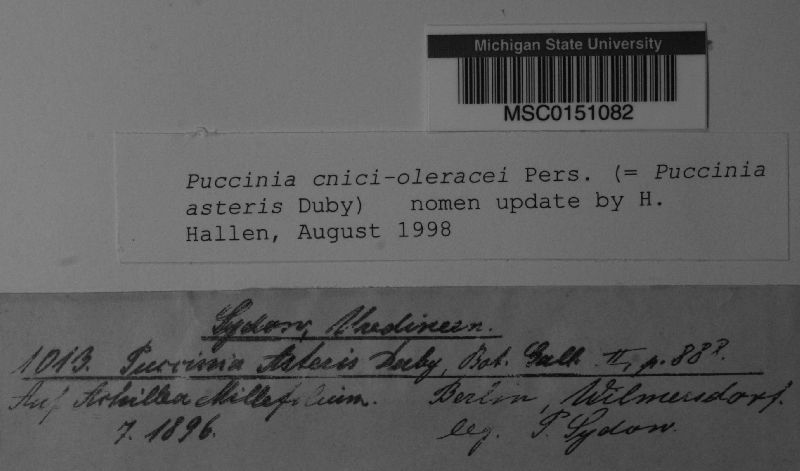 Michigan State University
MSC0151082
Puccinia cnici-oleracei Pers. (= Puccinia
asteris Duby) nomen update by H.
Hallen, August 1998
Sydow, Uredineen.
1013. Puccinia Asteris Duby, Bot. Gall. II, p. 888.
Auf Achillea Millefolium. Berlin, Wilmersdorf.
7. 1896. leg. P. Sydow.